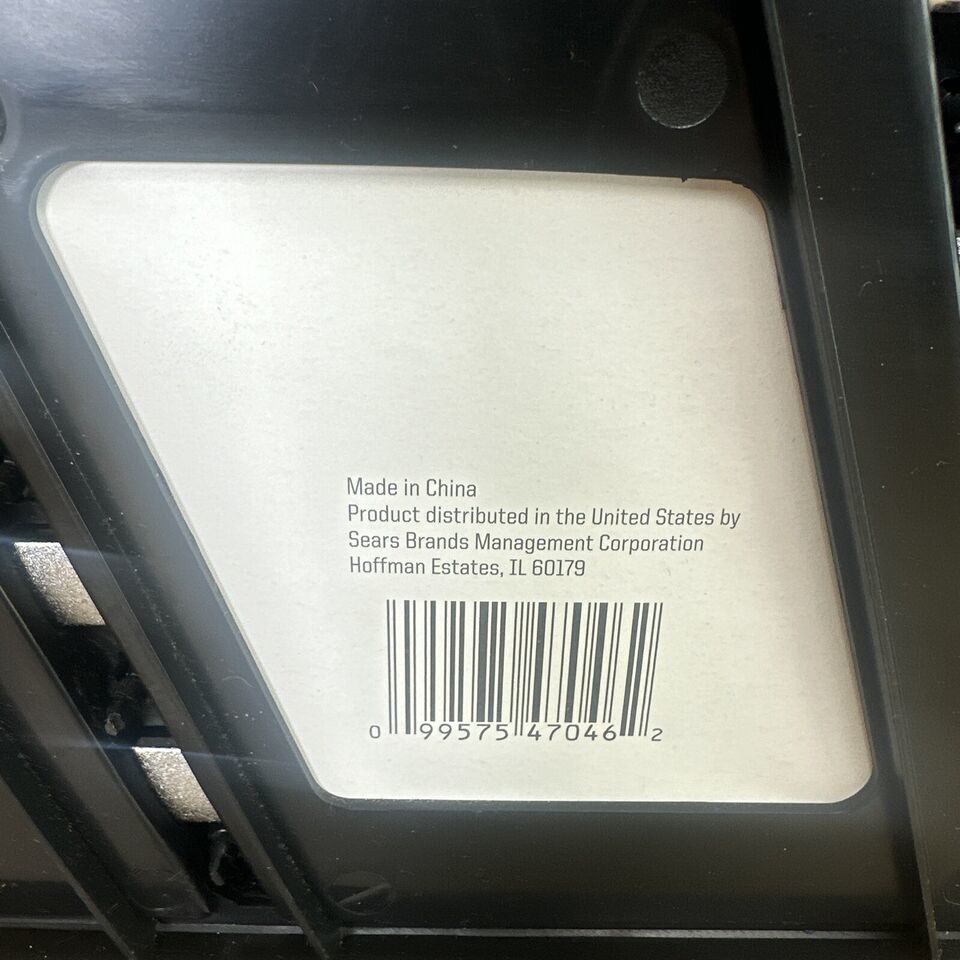 Made in China
Product distributed in the United States by
Sears Brands Management Corporation
Hoffman Estates, IL 60179
0 99575 47046 2